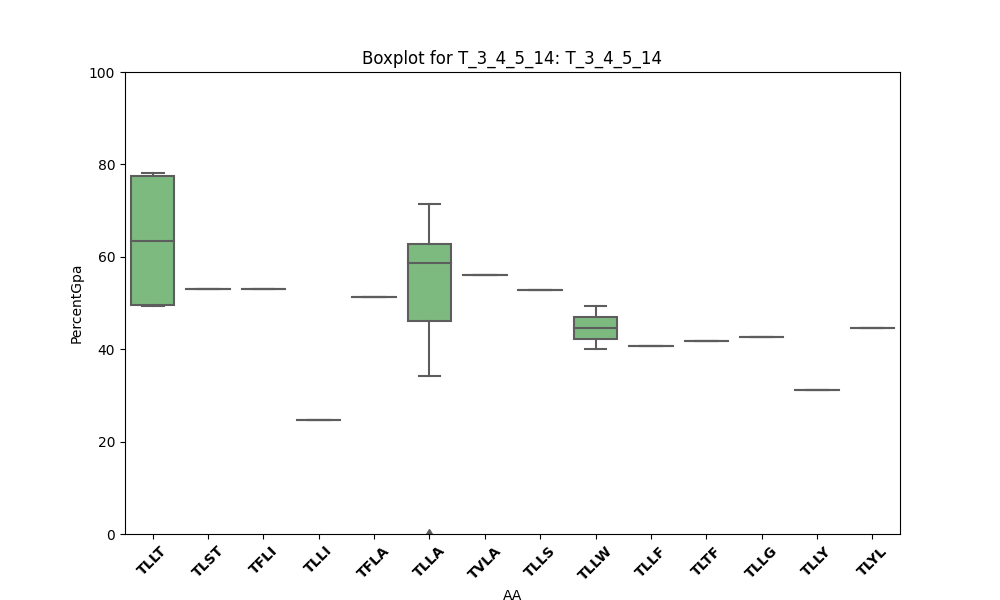 Boxplot for T_3_4_5_14: T_3_4_5_14
PercentGpa
100
80
60
40
20
0
TLLT TLST TFLI TLLI TFLA TLLA TVLA TLLS TLLW TLLF TLTF TLLG TLLY TLYL
AA